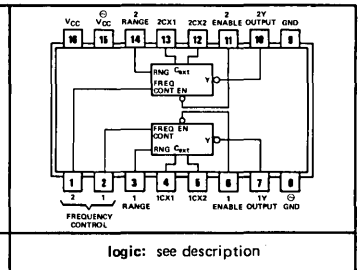 VCC
⊖ VCC
2 RANGE
2CX1
2CX2
2 ENABLE
2Y OUTPUT
GND
16 15 14 13 12 11 10 9
RNG Cext
Y
FREQ CONT EN
FREQ CONT EN
Y
RNG Cext
1 2 3 4 5 6 7 8
2
1
FREQUENCY CONTROL
1 RANGE
1CX1
1CX2
1 ENABLE
1Y OUTPUT
⊖ GND
logic: see description